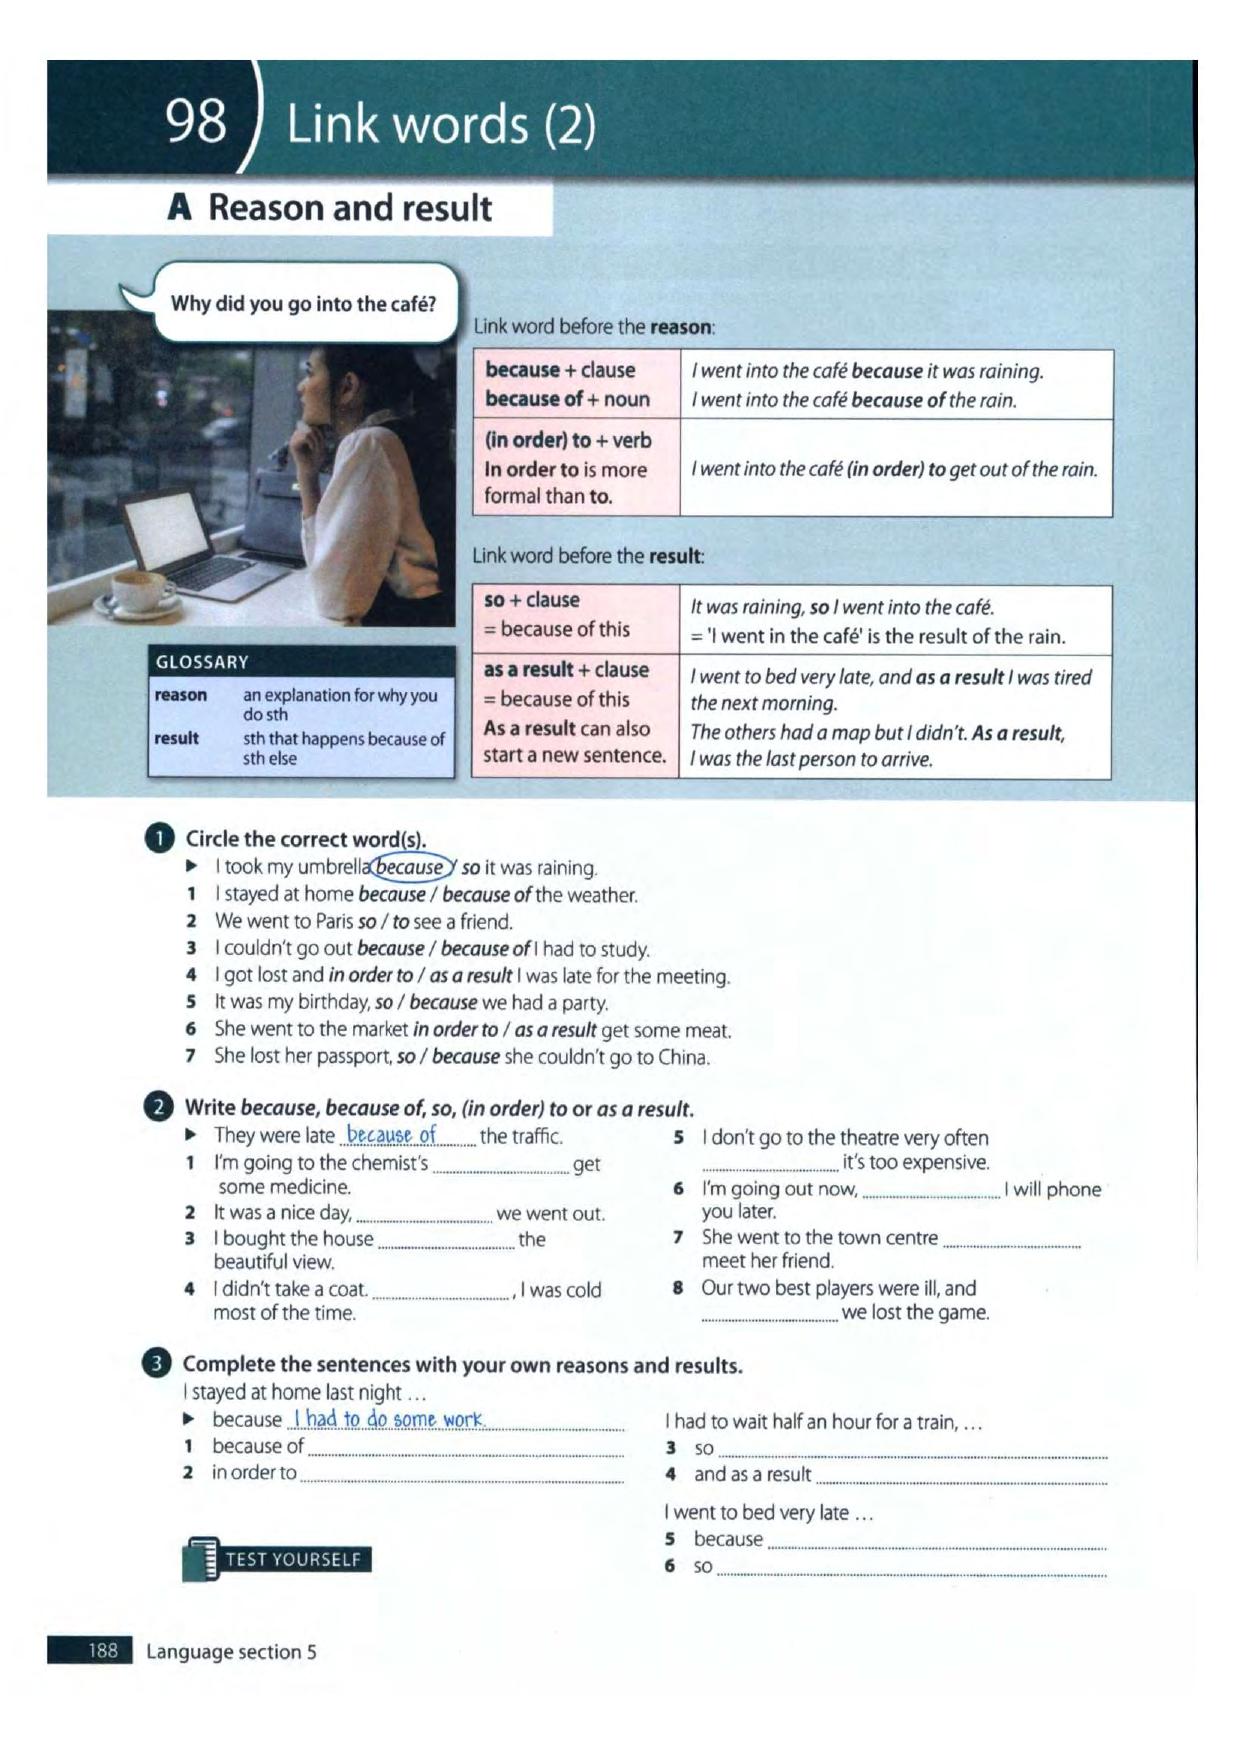 98 Link words (2)
A Reason and result
Why did you go into the café?
Link word before the reason:
because + clause
because of + noun
I went into the café because it was raining.
I went into the café because of the rain.
(in order) to + verb
In order to is more
formal than to.
I went into the café (in order) to get out of the rain.
Link word before the result:
so + clause
= because of this
It was raining, so I went into the café.
= 'I went in the café' is the result of the rain.
as a result + clause
= because of this
As a result can also
start a new sentence.
I went to bed very late, and as a result I was tired
the next morning.
The others had a map but I didn't. As a result,
I was the last person to arrive.
GLOSSARY
reason an explanation for why you
do sth
result sth that happens because of
sth else
1 Circle the correct word(s).
► I took my umbrella because / so it was raining.
1 I stayed at home because / because of the weather.
2 We went to Paris so / to see a friend.
3 I couldn't go out because / because of I had to study.
4 I got lost and in order to / as a result I was late for the meeting.
5 It was my birthday, so / because we had a party.
6 She went to the market in order to / as a result get some meat.
7 She lost her passport, so / because she couldn't go to China.
2 Write because, because of, so, (in order) to or as a result.
► They were late because of the traffic.
1 I'm going to the chemist's ____ get
some medicine.
2 It was a nice day, ____ we went out.
3 I bought the house ____ the
beautiful view.
4 I didn't take a coat. ____, I was cold
most of the time.
5 I don't go to the theatre very often
____ it's too expensive.
6 I'm going out now, ____ I will phone
you later.
7 She went to the town centre ____
meet her friend.
8 Our two best players were ill, and
____ we lost the game.
3 Complete the sentences with your own reasons and results.
I stayed at home last night ...
► because I had to do some work.
1 because of ____
2 in order to ____
I had to wait half an hour for a train, ...
3 so ____
4 and as a result ____
I went to bed very late ...
5 because ____
6 so ____
TEST YOURSELF
188 Language section 5